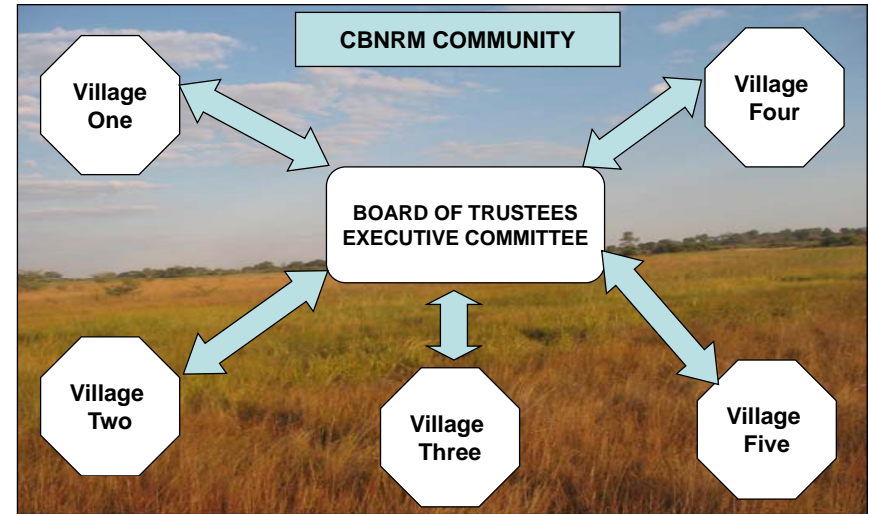 CBNRM COMMUNITY
Village
One
Village
Four
BOARD OF TRUSTEES
EXECUTIVE COMMITTEE
Village
Two
Village
Three
Village
Five